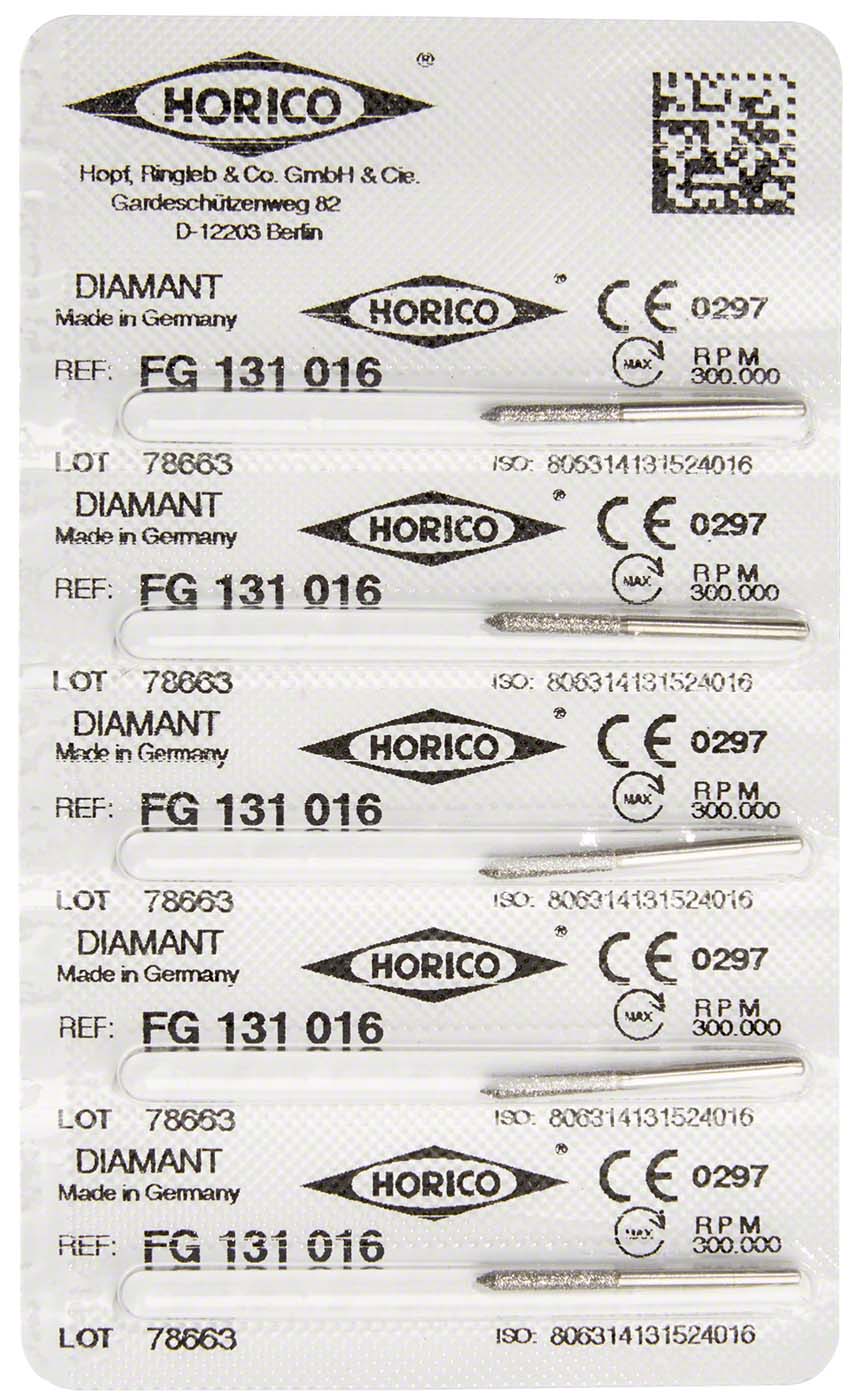 HORICO ®
Hopf, Ringleb & Co. GmbH & Cie.
Gardeschützenweg 82
D-12203 Berlin
DIAMANT HORICO ® CE 0297
Made in Germany
REF: FG 131 016 MAX RPM
300.000
LOT 78663 ISO: 806314131524016
DIAMANT HORICO ® CE 0297
Made in Germany
REF: FG 131 016 MAX RPM
300.000
LOT 78663 ISO: 806314131524016
DIAMANT HORICO ® CE 0297
Made in Germany
REF: FG 131 016 MAX RPM
300.000
LOT 78663 ISO: 806314131524016
DIAMANT HORICO ® CE 0297
Made in Germany
REF: FG 131 016 MAX RPM
300.000
LOT 78663 ISO: 806314131524016
DIAMANT HORICO ® CE 0297
Made in Germany
REF: FG 131 016 MAX RPM
300.000
LOT 78663 ISO: 806314131524016